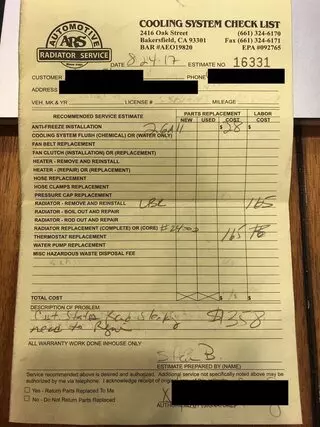 AUTOMOTIVE
ARS
RADIATOR SERVICE
COOLING SYSTEM CHECK LIST
2416 Oak Street (661) 324-6170
Bakersfield, CA 93301 Fax (661) 324-6171
BAR #AEO19820 EPA #092765
DATE 8-24-17 ESTIMATE NO 16331
CUSTOMER PHONE
ADDRESS
VEH. MK & YR LICENSE # MILEAGE
RECOMMENDED SERVICE ESTIMATE PARTS REPLACEMENT LABOR
NEW USED COST COST
ANTI-FREEZE INSTALLATION 2 GAll $ 28 $
COOLING SYSTEM FLUSH (CHEMICAL) OR (WATER ONLY)
FAN BELT REPLACEMENT
FAN CLUTCH (INSTALLATION) OR (REPLACEMENT)
HEATER - REMOVE AND REINSTALL
HEATER - (REPAIR) OR (REPLACEMENT)
HOSE REPLACEMENT
HOSE CLAMPS REPLACEMENT
PRESSURE CAP REPLACEMENT
RADIATOR - REMOVE AND REINSTALL 165
RADIATOR - BOIL OUT AND REPAIR
RADIATOR - ROD OUT AND REPAIR
RADIATOR REPLACEMENT (COMPLETE) OR (CORE)
THERMOSTAT REPLACEMENT 165
WATER PUMP REPLACEMENT
MISC HAZARDOUS WASTE DISPOSAL FEE
TOTAL COST $
DESCRIPTION OF PROBLEM
$358
need to
ALL WARRANTY WORK DONE INHOUSE ONLY:
B.
ESTIMATE PREPARED BY (NAME)
Service recommended above is deterred and authorized. Additional service not specifically noted above may be
authorized by me via telephone. I acknowledge receipt of
Yes - Return Parts Replaced To Me
No - Do Not Return Parts Replaced
X